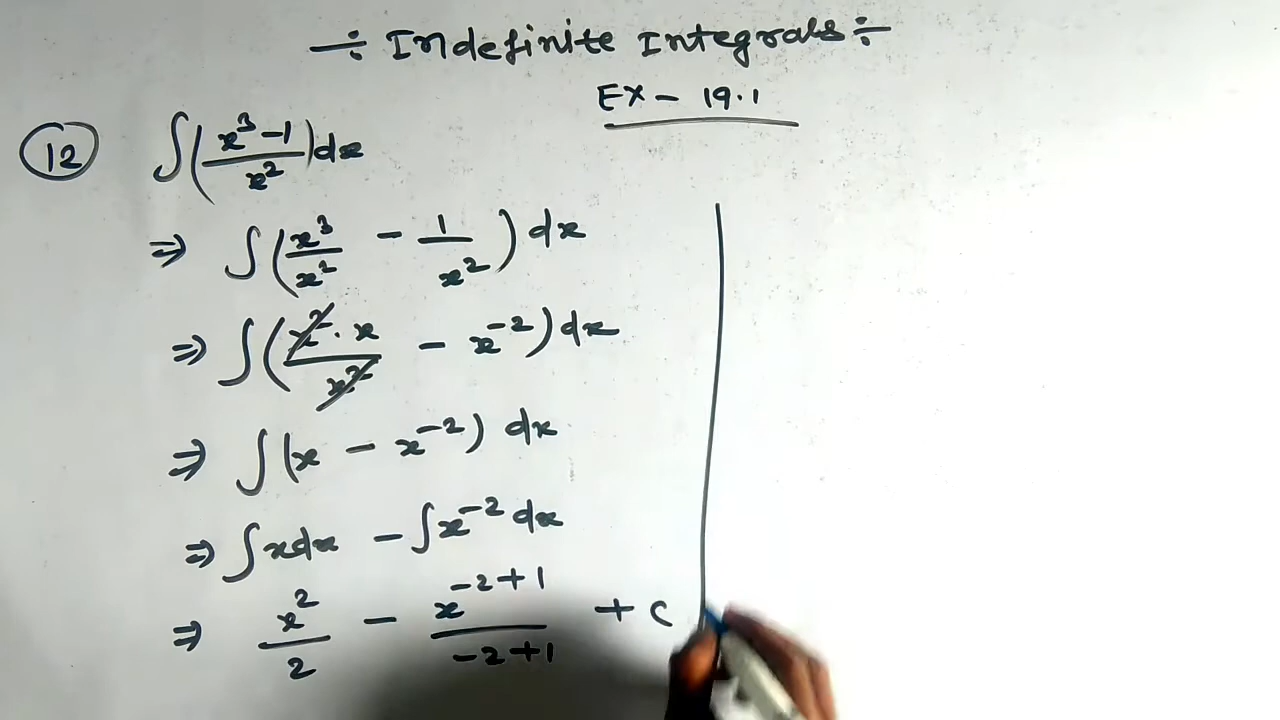 ÷ Indefinite Integrals ÷
EX - 19.1
(12) ∫((x³-1)/x²)dx
⇒ ∫(x³/x² - 1/x²) dx
⇒ ∫(x²·x/x² - x⁻²) dx
⇒ ∫(x - x⁻²) dx
⇒ ∫xdx - ∫x⁻² dx
⇒ x²/2 - x⁻²⁺¹/-2+1 + c